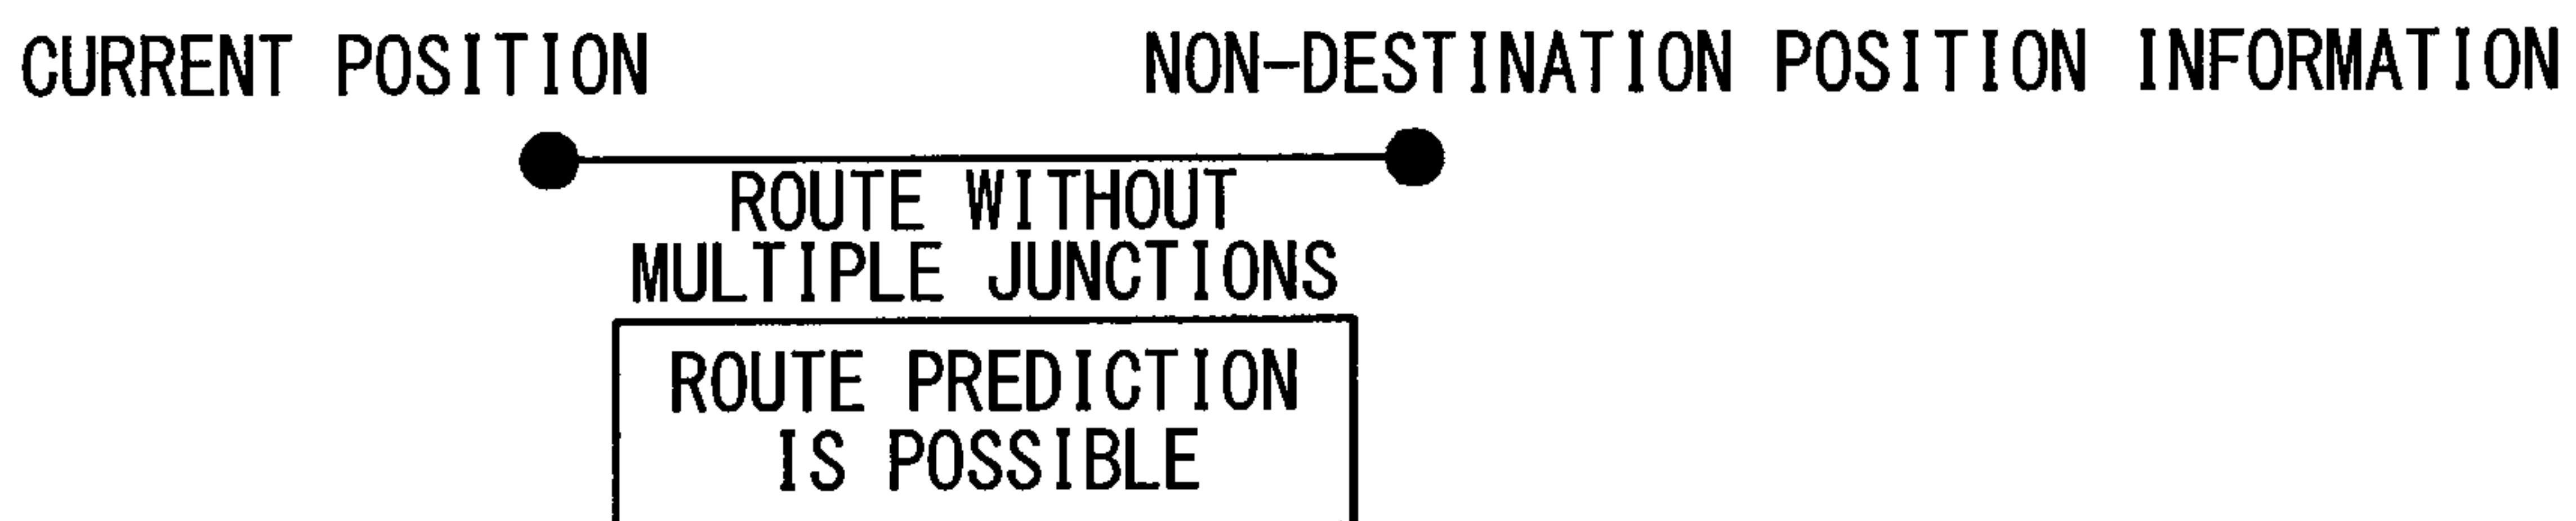 CURRENT POSITION
NON-DESTINATION POSITION INFORMATION
ROUTE WITHOUT
MULTIPLE JUNCTIONS
ROUTE PREDICTION
IS POSSIBLE